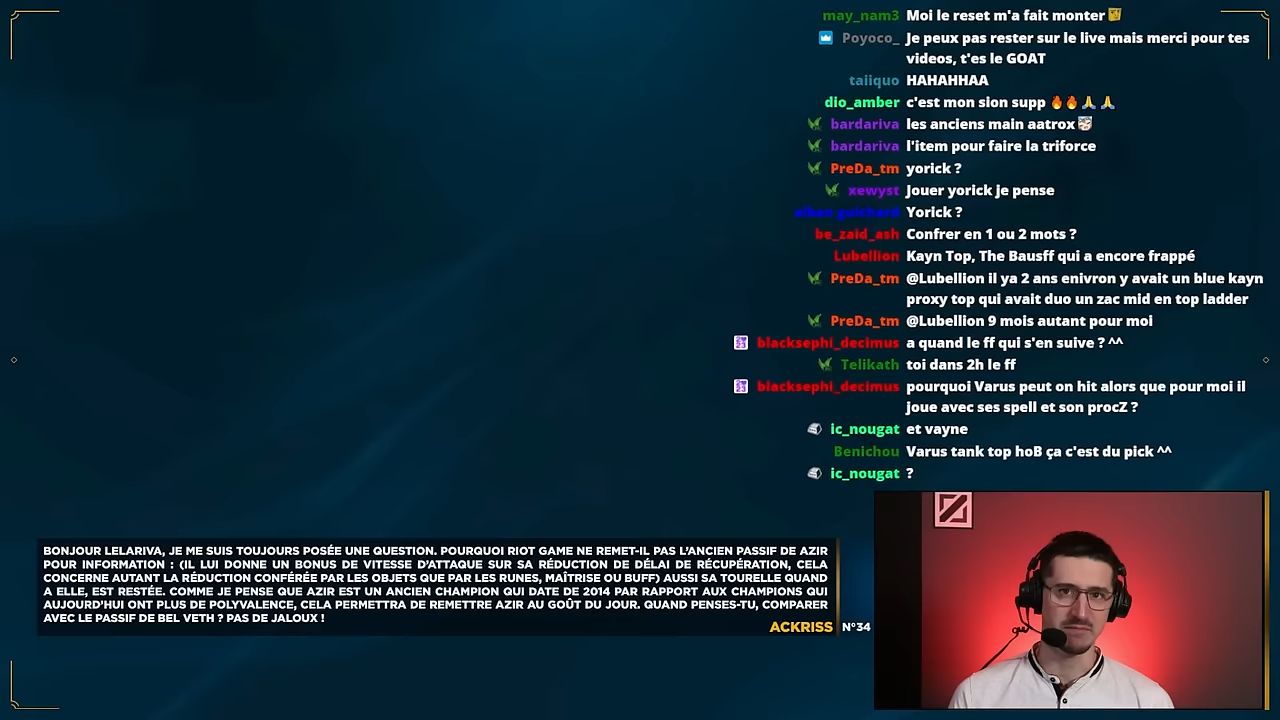 may_nam3 Moi le reset m'a fait monter
Poyoco_ Je peux pas rester sur le live mais merci pour tes
videos, t'es le GOAT
taiiquo HAHAHHAA
dio_amber c'est mon sion supp 🔥🔥🙏🙏
bardariva les anciens main aatrox
bardariva l'item pour faire la triforce
PreDa_tm yorick ?
xewyst Jouer yorick je pense
alban guichard Yorick ?
be_zaid_ash Confrer en 1 ou 2 mots ?
Lubellion Kayn Top, The Bausff qui a encore frappé
PreDa_tm @Lubellion il ya 2 ans enivron y avait un blue kayn
proxy top qui avait duo un zac mid en top ladder
PreDa_tm @Lubellion 9 mois autant pour moi
blacksephi_decimus a quand le ff qui s'en suive ? ^^
Telikath toi dans 2h le ff
blacksephi_decimus pourquoi Varus peut on hit alors que pour moi il
joue avec ses spell et son procZ ?
ic_nougat et vayne
Benichou Varus tank top hoB ça c'est du pick ^^
ic_nougat ?
BONJOUR LELARIVA, JE ME SUIS TOUJOURS POSÉE UNE QUESTION. POURQUOI RIOT GAME NE REMET-IL PAS L'ANCIEN PASSIF DE AZIR
POUR INFORMATION : (IL LUI DONNE UN BONUS DE VITESSE D'ATTAQUE SUR SA RÉDUCTION DE DÉLAI DE RÉCUPÉRATION, CELA
CONCERNE AUTANT LA RÉDUCTION CONFÉRÉE PAR LES OBJETS QUE PAR LES RUNES, MAÎTRISE OU BUFF) AUSSI SA TOURELLE QUAND
A ELLE, EST RESTÉE. COMME JE PENSE QUE AZIR EST UN ANCIEN CHAMPION QUI DATE DE 2014 PAR RAPPORT AUX CHAMPIONS QUI
AUJOURD'HUI ONT PLUS DE POLYVALENCE, CELA PERMETTRA DE REMETTRE AZIR AU GOÛT DU JOUR. QUAND PENSES-TU, COMPARER
AVEC LE PASSIF DE BEL VETH ? PAS DE JALOUX !
ACKRISS N°34